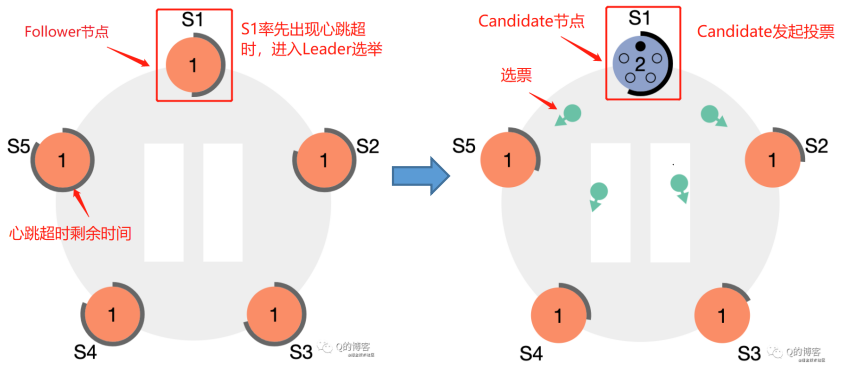 S1
Follower节点
S1率先出现心跳超
时，进入Leader选举
1
S5
1
1
S2
心跳超时剩余时间
1
S4
1
S3
Q的博客
Candidate节点
S1
Candidate发起投票
2
选票
S5
1
1
S2
1
S4
1
S3
Q的博客